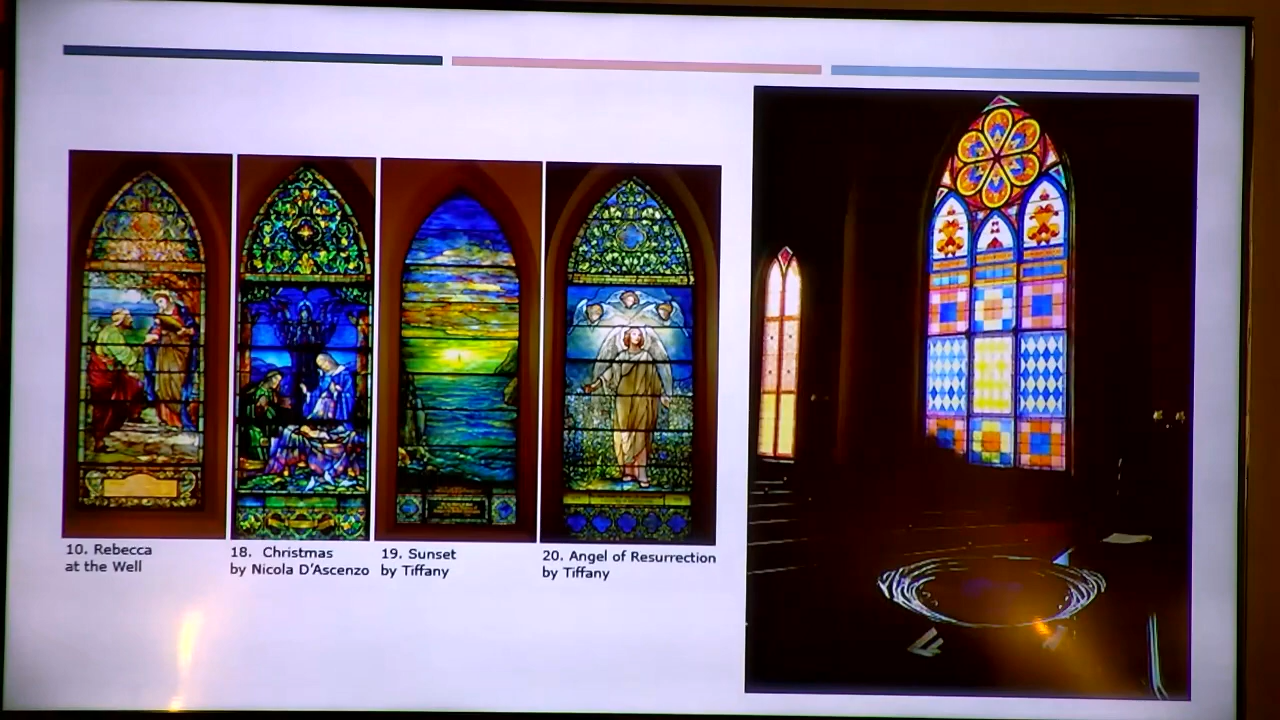 10. Rebecca
at the Well
18. Christmas
by Nicola D'Ascenzo
19. Sunset
by Tiffany
20. Angel of Resurrection
by Tiffany